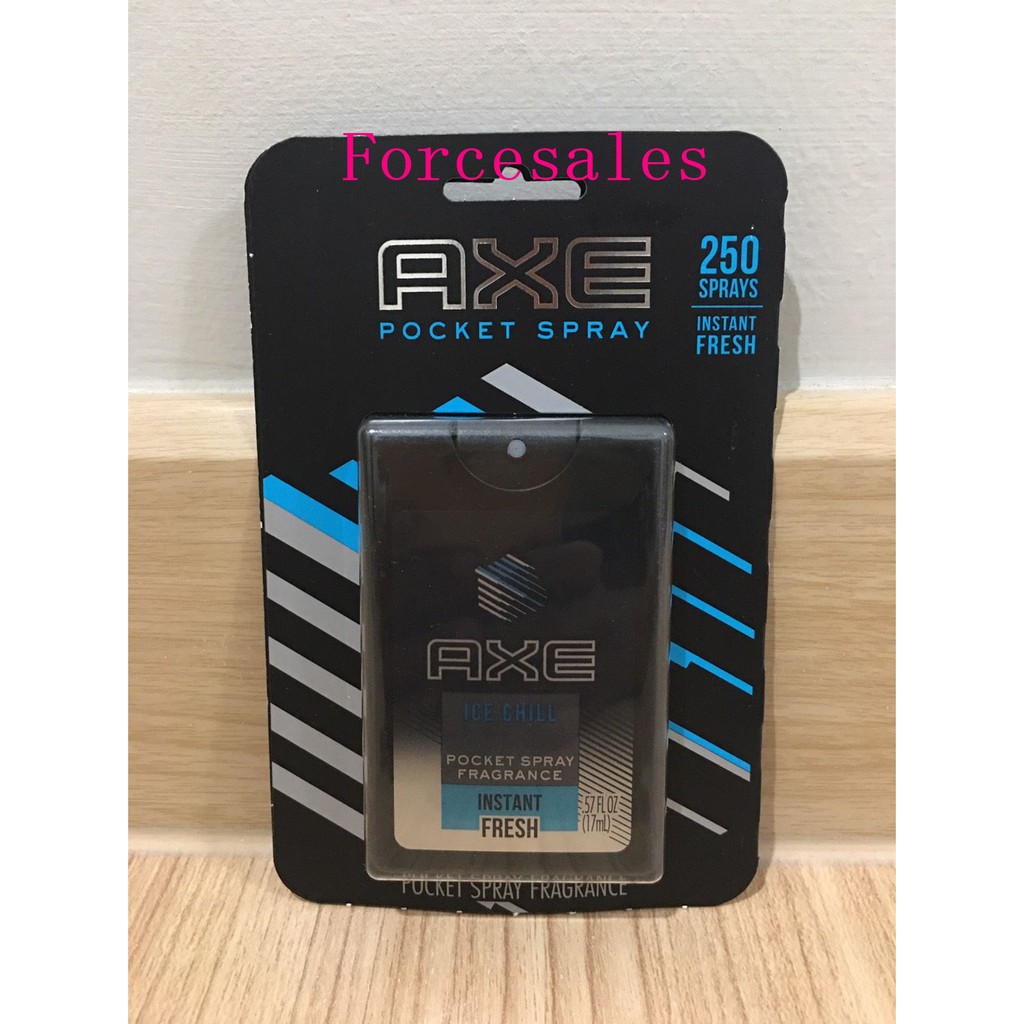 Forcesales
AXE
POCKET SPRAY
250
SPRAYS
INSTANT
FRESH
AXE
ICE CHILL
POCKET SPRAY
FRAGRANCE
INSTANT
FRESH
.57 FL OZ
(17mL)
POCKET SPRAY FRAGRANCE